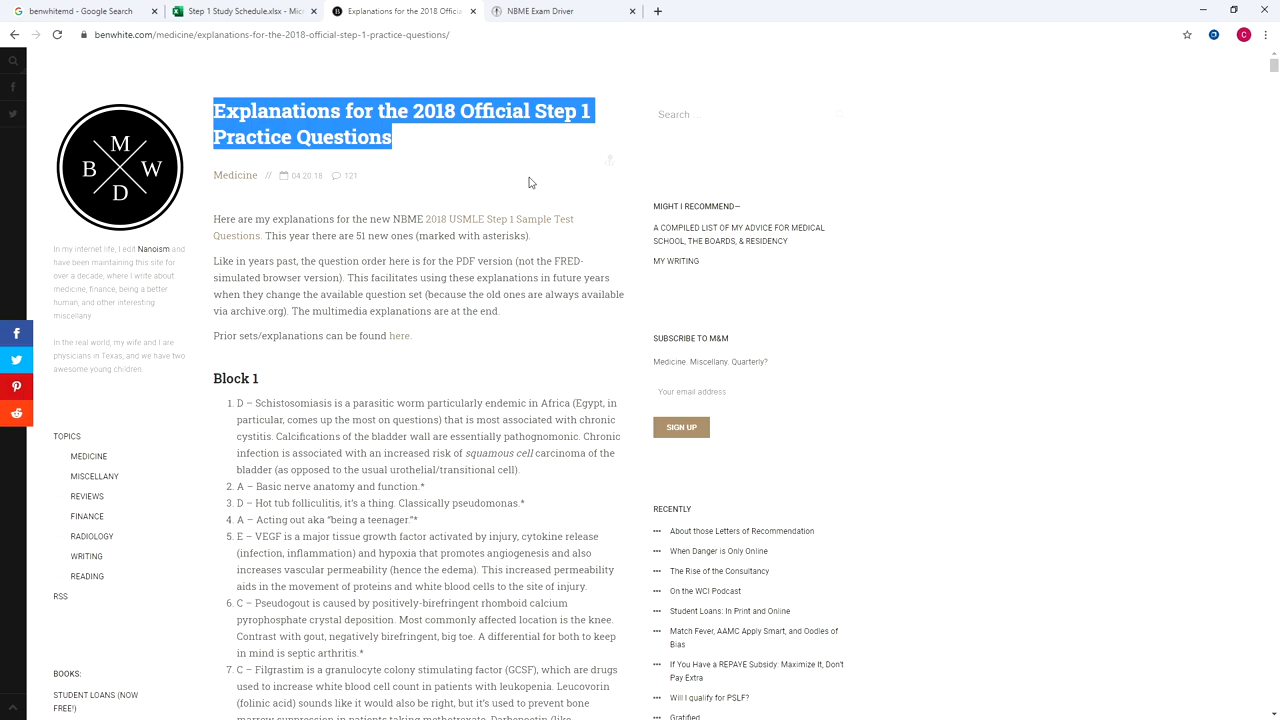 benwhitemd - Google Search
Step 1 Study Schedule.xlsx - Micr
Explanations for the 2018 Officia
NBME Exam Driver
benwhite.com/medicine/explanations-for-the-2018-official-step-1-practice-questions/
C
M
B W
D
In my internet life, I edit Nanoism and
have been maintaining this site for
over a decade, where I write about
medicine, finance, being a better
human, and other interesting
miscellany.
In the real world, my wife and I are
physicians in Texas, and we have two
awesome young children.
TOPICS
MEDICINE
MISCELLANY
REVIEWS
FINANCE
RADIOLOGY
WRITING
READING
RSS
BOOKS:
STUDENT LOANS (NOW
FREE!)
Explanations for the 2018 Official Step 1
Practice Questions
Medicine // 04.20.18 121
Here are my explanations for the new NBME 2018 USMLE Step 1 Sample Test
Questions. This year there are 51 new ones (marked with asterisks).
Like in years past, the question order here is for the PDF version (not the FRED-
simulated browser version). This facilitates using these explanations in future years
when they change the available question set (because the old ones are always available
via archive.org). The multimedia explanations are at the end.
Prior sets/explanations can be found here.
Block 1
1. D – Schistosomiasis is a parasitic worm particularly endemic in Africa (Egypt, in
particular, comes up the most on questions) that is most associated with chronic
cystitis. Calcifications of the bladder wall are essentially pathognomonic. Chronic
infection is associated with an increased risk of squamous cell carcinoma of the
bladder (as opposed to the usual urothelial/transitional cell).
2. A – Basic nerve anatomy and function.*
3. D – Hot tub folliculitis, it's a thing. Classically pseudomonas.*
4. A – Acting out aka “being a teenager.”*
5. E – VEGF is a major tissue growth factor activated by injury, cytokine release
(infection, inflammation) and hypoxia that promotes angiogenesis and also
increases vascular permeability (hence the edema). This increased permeability
aids in the movement of proteins and white blood cells to the site of injury.
6. C – Pseudogout is caused by positively-birefringent rhomboid calcium
pyrophosphate crystal deposition. Most commonly affected location is the knee.
Contrast with gout, negatively birefringent, big toe. A differential for both to keep
in mind is septic arthritis.*
7. C – Filgrastim is a granulocyte colony stimulating factor (GCSF), which are drugs
used to increase white blood cell count in patients with leukopenia. Leucovorin
(folinic acid) sounds like it would also be right, but it's used to prevent bone
marrow suppression in patients taking methotrexate. Darbepoetin (like
Search ...
MIGHT I RECOMMEND—
A COMPILED LIST OF MY ADVICE FOR MEDICAL
SCHOOL, THE BOARDS, & RESIDENCY
MY WRITING
SUBSCRIBE TO M&M
Medicine. Miscellany. Quarterly?
Your email address
SIGN UP
RECENTLY
About those Letters of Recommendation
When Danger is Only Online
The Rise of the Consultancy
On the WCI Podcast
Student Loans: In Print and Online
Match Fever, AAMC Apply Smart, and Oodles of
Bias
If You Have a REPAYE Subsidy: Maximize It, Don't
Pay Extra
Will I qualify for PSLF?
Gratified